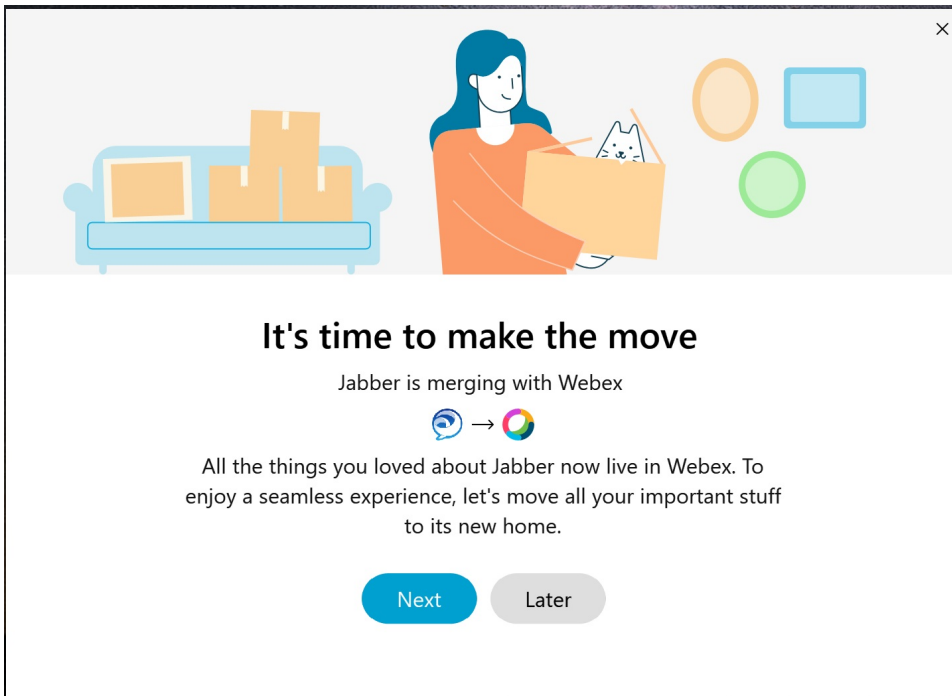 It's time to make the move
Jabber is merging with Webex
All the things you loved about Jabber now live in Webex. To
enjoy a seamless experience, let's move all your important stuff
to its new home.
Next
Later